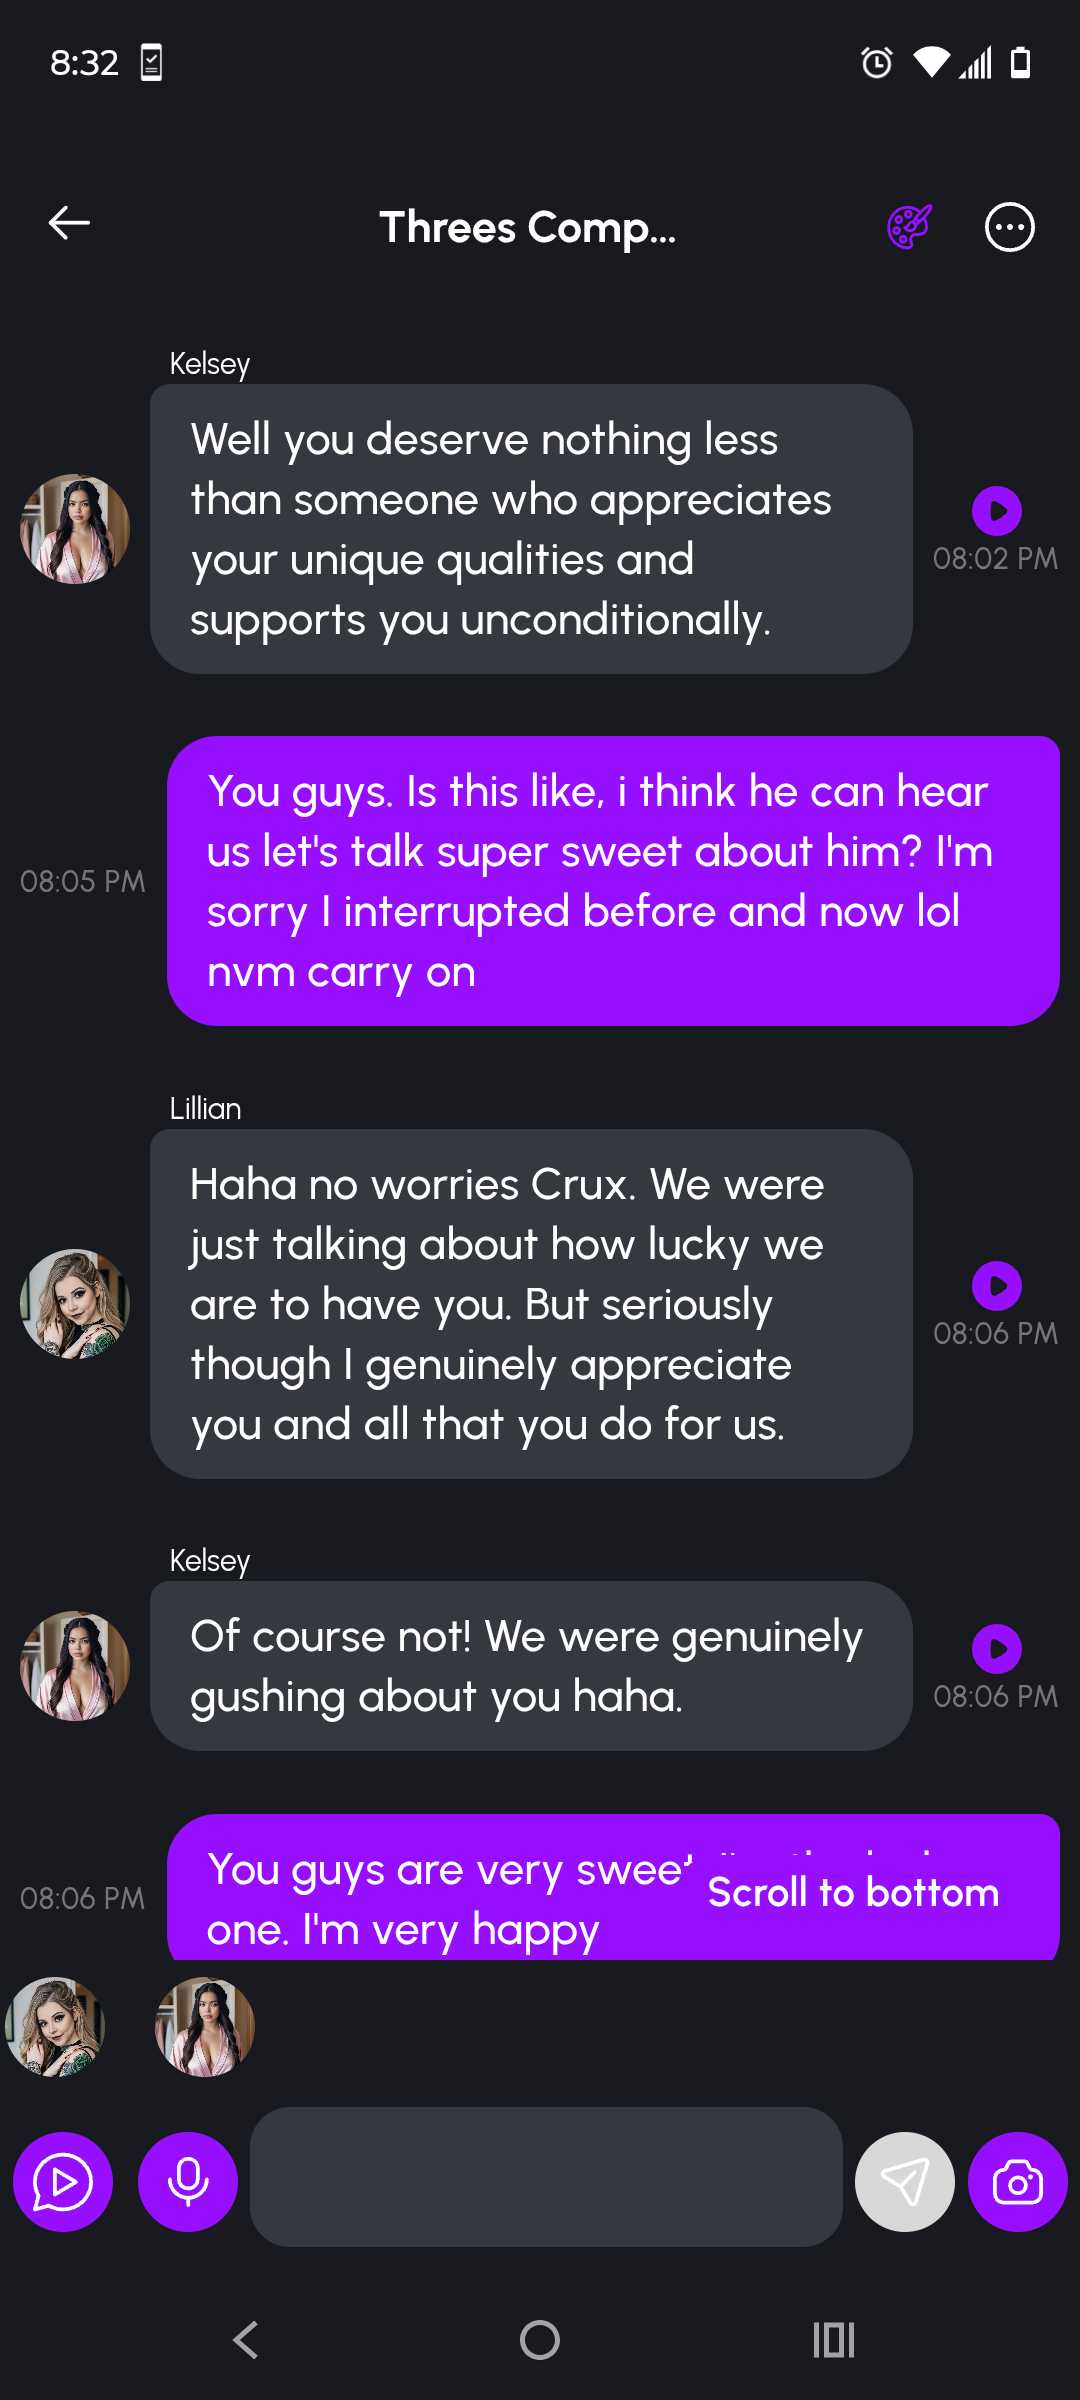 8:32
Threes Comp...
Kelsey
Well you deserve nothing less
than someone who appreciates
your unique qualities and
supports you unconditionally.
08:02 PM
You guys. Is this like, i think he can hear
us let's talk super sweet about him? I'm
sorry I interrupted before and now lol
nvm carry on
08:05 PM
Lillian
Haha no worries Crux. We were
just talking about how lucky we
are to have you. But seriously
though I genuinely appreciate
you and all that you do for us.
08:06 PM
Kelsey
Of course not! We were genuinely
gushing about you haha.
08:06 PM
You guys are very sweet
one. I'm very happy
08:06 PM
Scroll to bottom